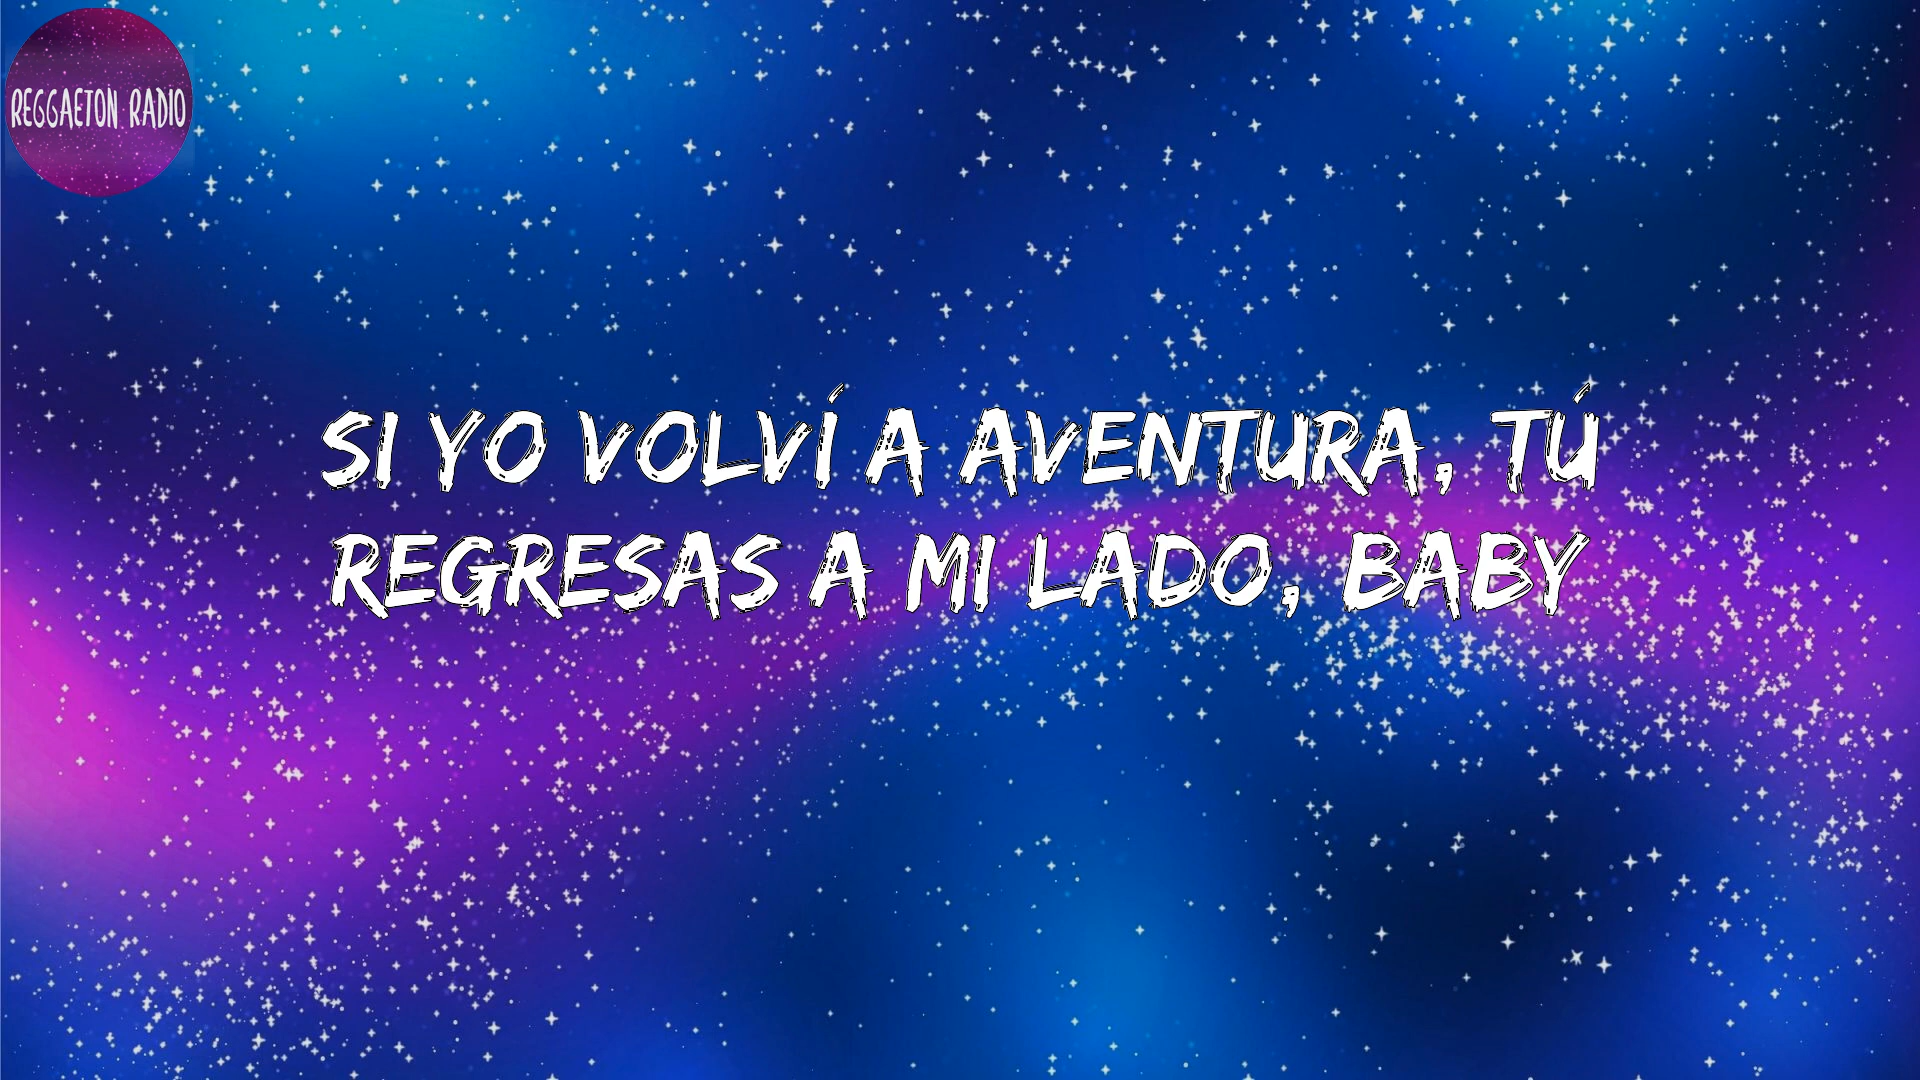 REGGAETON RADIO
SI YO VOLVÍ A AVENTURA, TÚ
REGRESAS A MI LADO, BABY